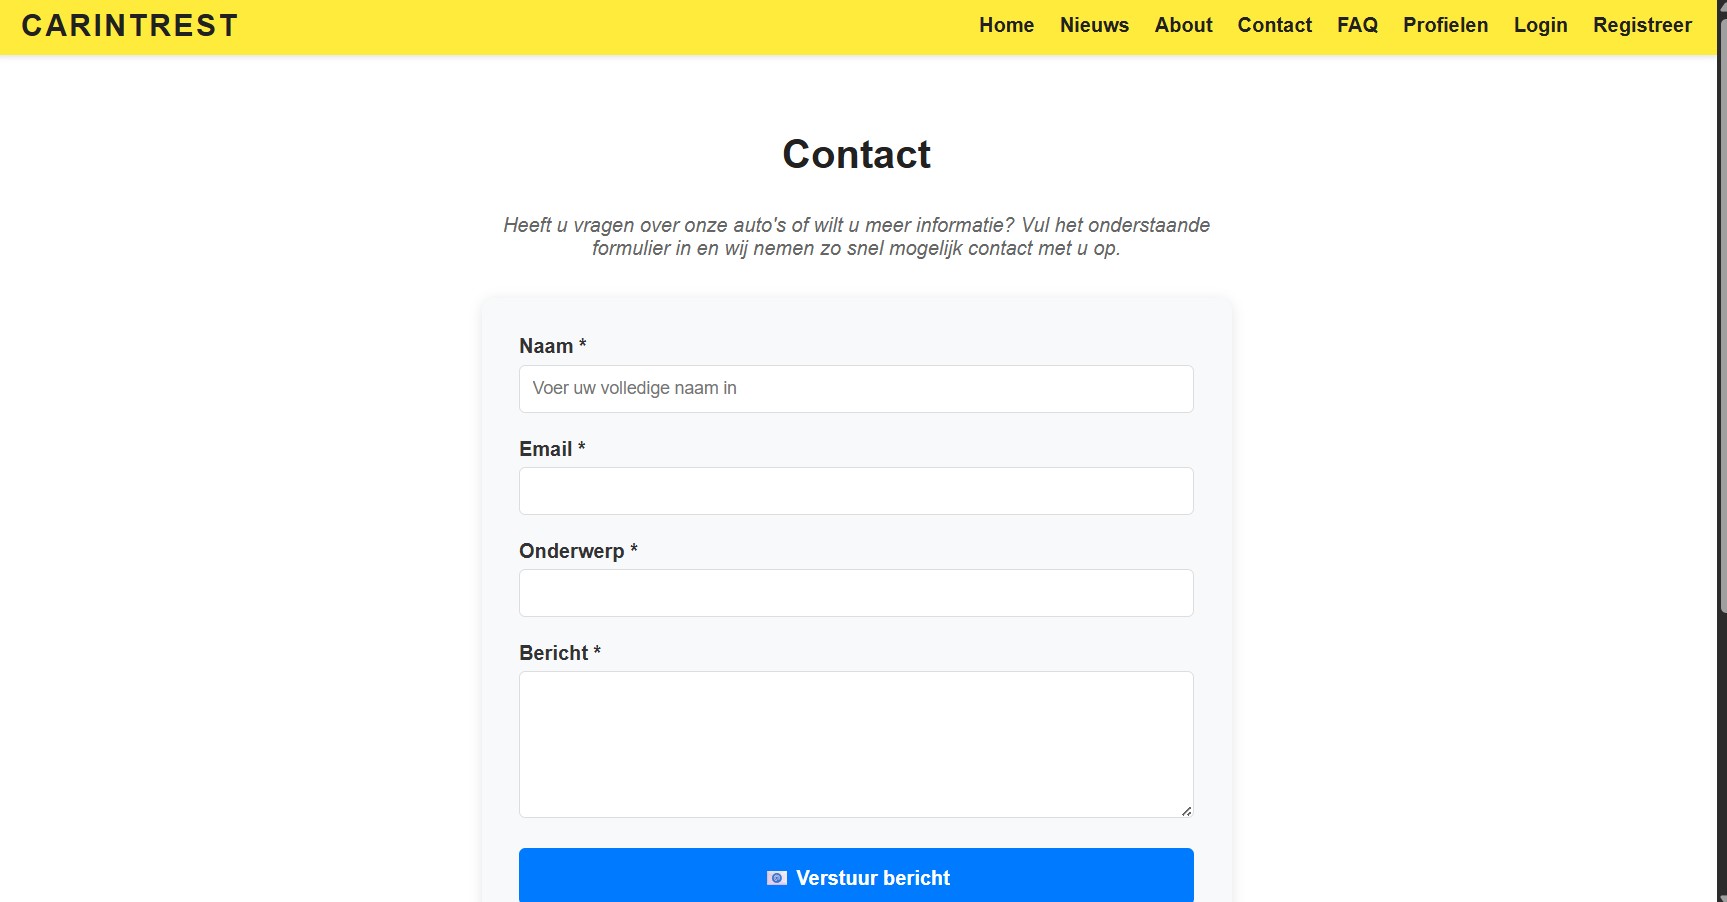 CARINTREST
Home Nieuws About Contact FAQ Profielen Login Registreer
Contact
Heeft u vragen over onze auto's of wilt u meer informatie? Vul het onderstaande
formulier in en wij nemen zo snel mogelijk contact met u op.
Naam *
Voer uw volledige naam in
Email *
Onderwerp *
Bericht *
Verstuur bericht